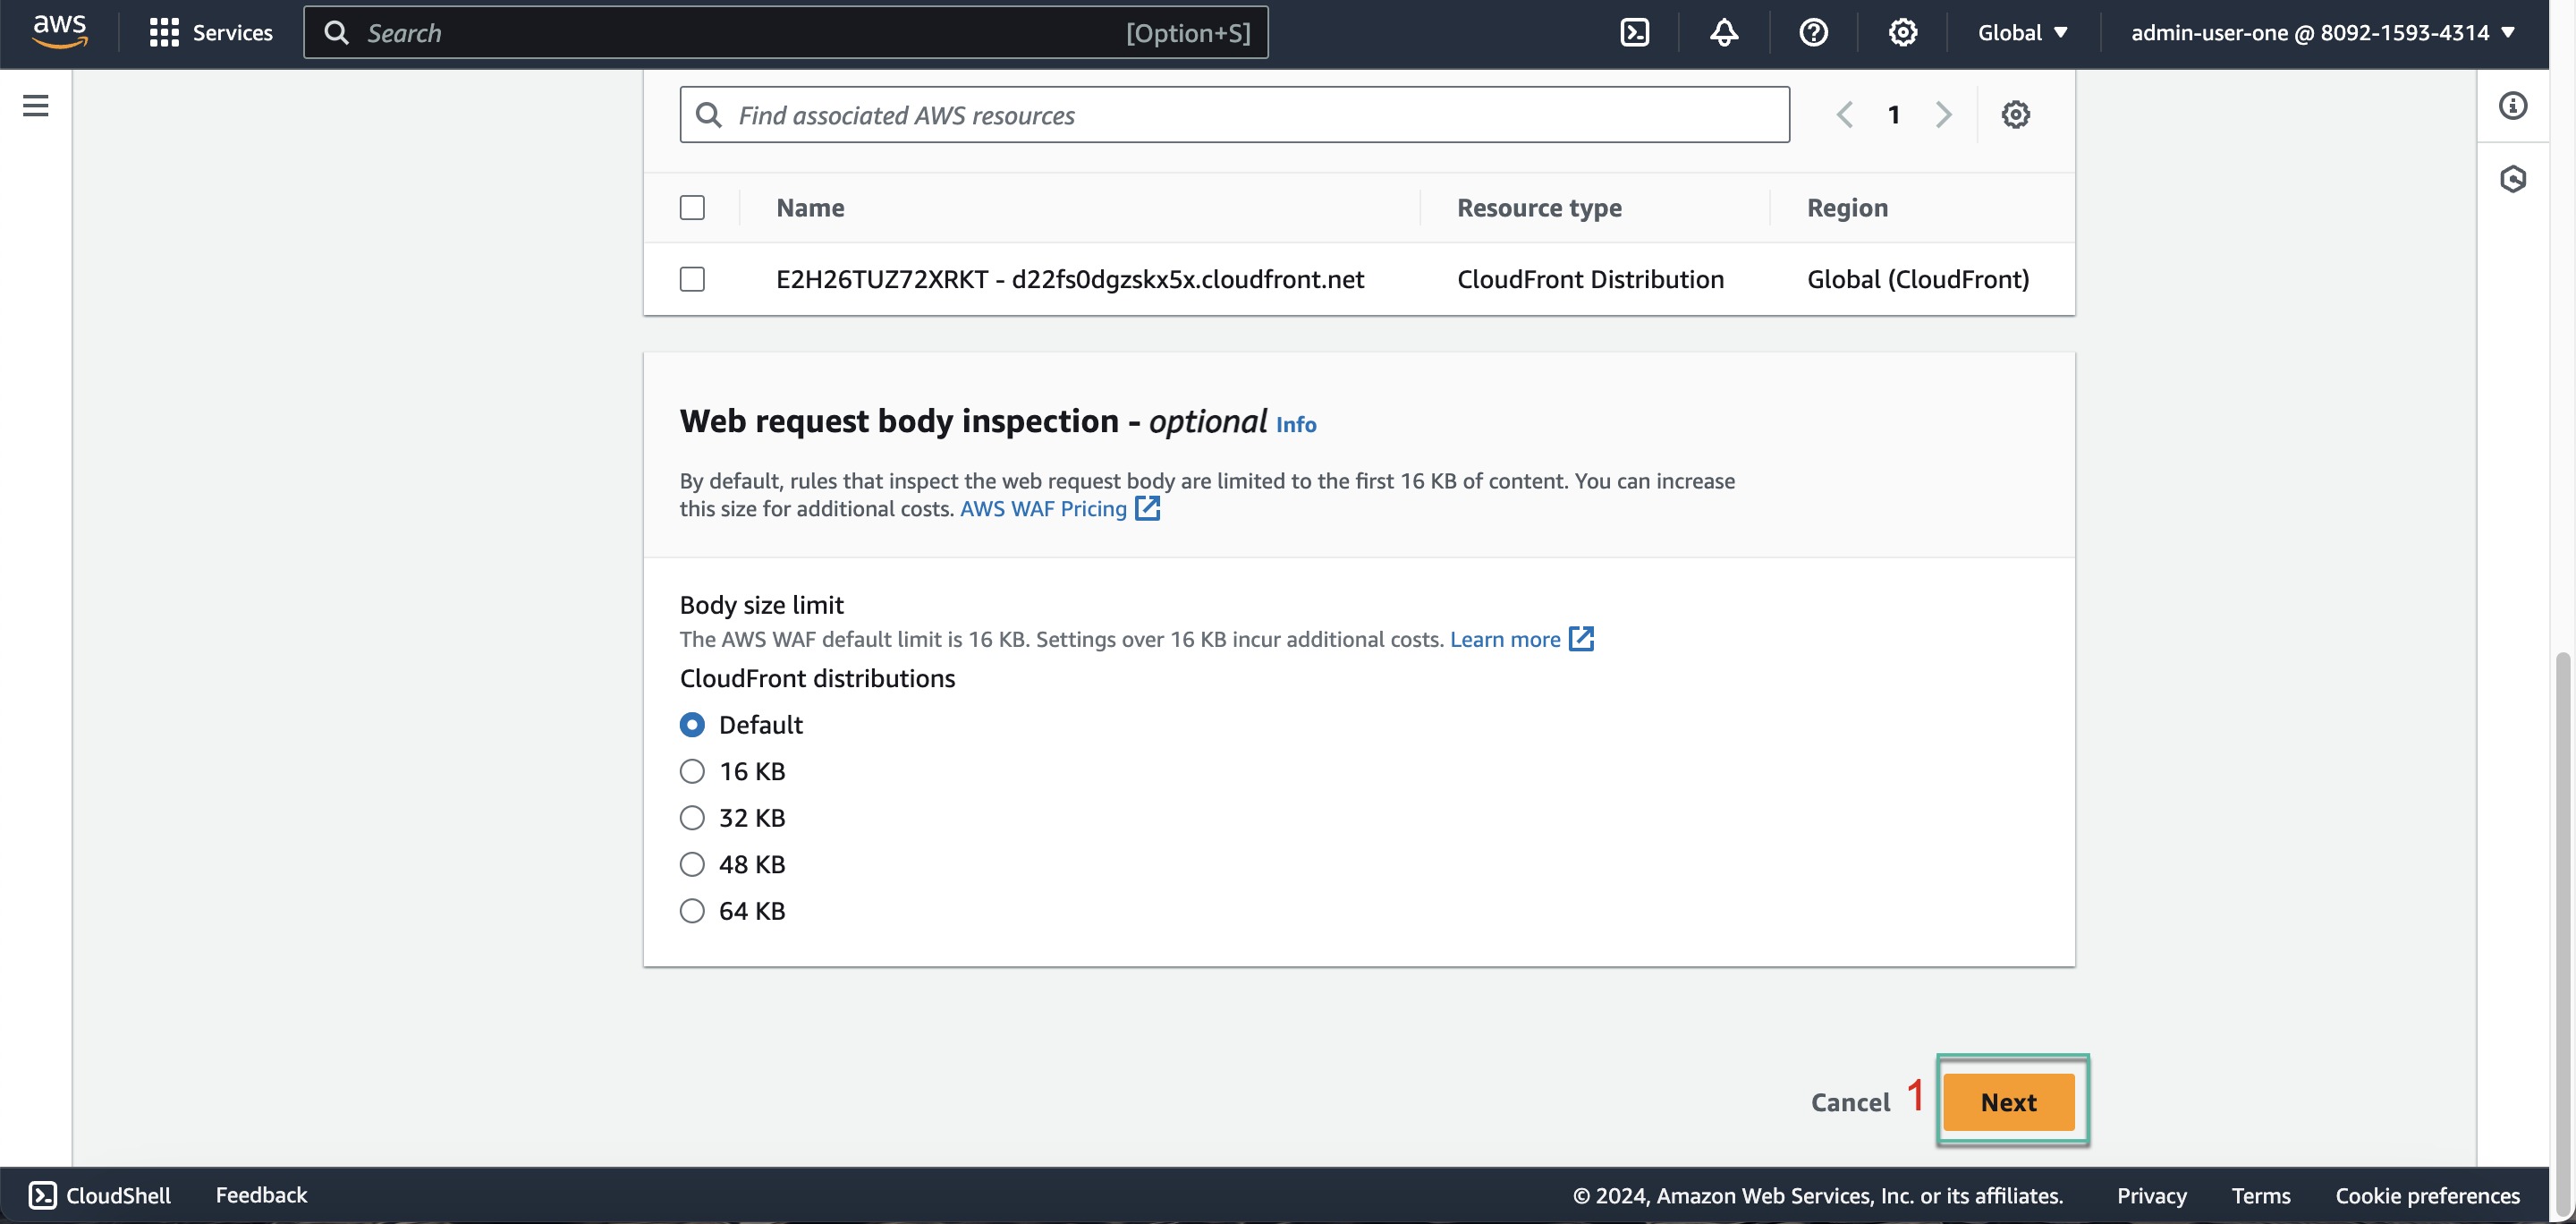 aws
Services
Search
[Option+S]
Global
admin-user-one @ 8092-1593-4314
Find associated AWS resources
1
Name
Resource type
Region
E2H26TUZ72XRKT - d22fs0dgzskx5x.cloudfront.net
CloudFront Distribution
Global (CloudFront)
Web request body inspection - optional Info
By default, rules that inspect the web request body are limited to the first 16 KB of content. You can increase
this size for additional costs. AWS WAF Pricing
Body size limit
The AWS WAF default limit is 16 KB. Settings over 16 KB incur additional costs. Learn more
CloudFront distributions
Default
16 KB
32 KB
48 KB
64 KB
Cancel
1
Next
CloudShell
Feedback
© 2024, Amazon Web Services, Inc. or its affiliates.
Privacy
Terms
Cookie preferences